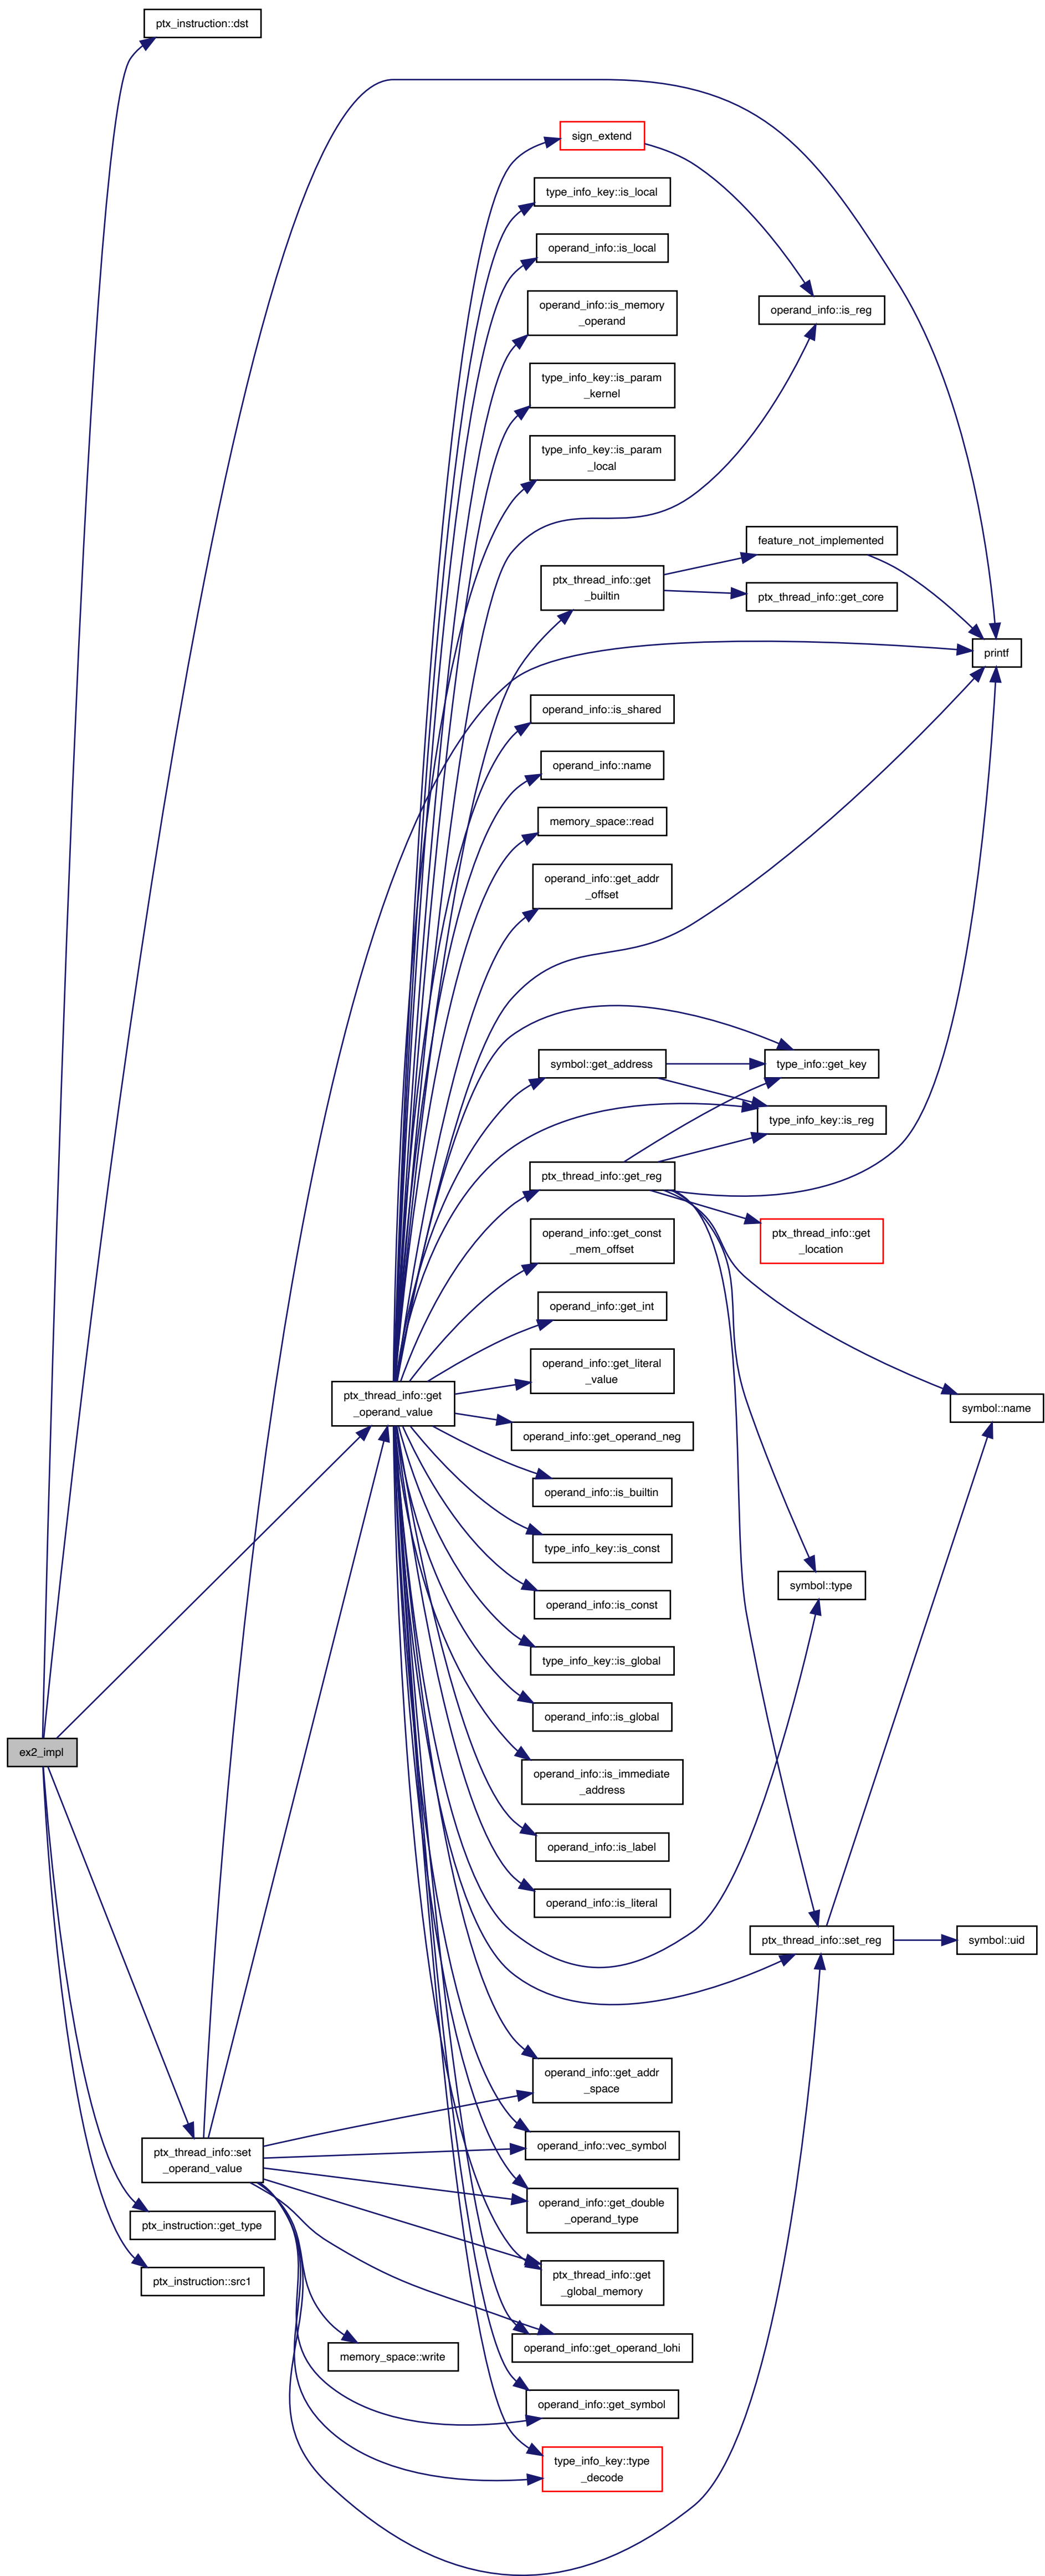 ptx_instruction::dst
sign_extend
type_info_key::is_local
operand_info::is_local
operand_info::is_memory
_operand
operand_info::is_reg
type_info_key::is_param
_kernel
type_info_key::is_param
_local
feature_not_implemented
ptx_thread_info::get
_builtin
ptx_thread_info::get_core
printf
operand_info::is_shared
operand_info::name
memory_space::read
operand_info::get_addr
_offset
symbol::get_address
type_info::get_key
type_info_key::is_reg
ptx_thread_info::get_reg
operand_info::get_const
_mem_offset
ptx_thread_info::get
_location
operand_info::get_int
operand_info::get_literal
_value
ptx_thread_info::get
_operand_value
symbol::name
operand_info::get_operand_neg
operand_info::is_builtin
type_info_key::is_const
symbol::type
operand_info::is_const
type_info_key::is_global
operand_info::is_global
ex2_impl
operand_info::is_immediate
_address
operand_info::is_label
operand_info::is_literal
ptx_thread_info::set_reg
symbol::uid
operand_info::get_addr
_space
ptx_thread_info::set
_operand_value
operand_info::vec_symbol
operand_info::get_double
_operand_type
ptx_instruction::get_type
ptx_instruction::src1
ptx_thread_info::get
_global_memory
operand_info::get_operand_lohi
memory_space::write
operand_info::get_symbol
type_info_key::type
_decode